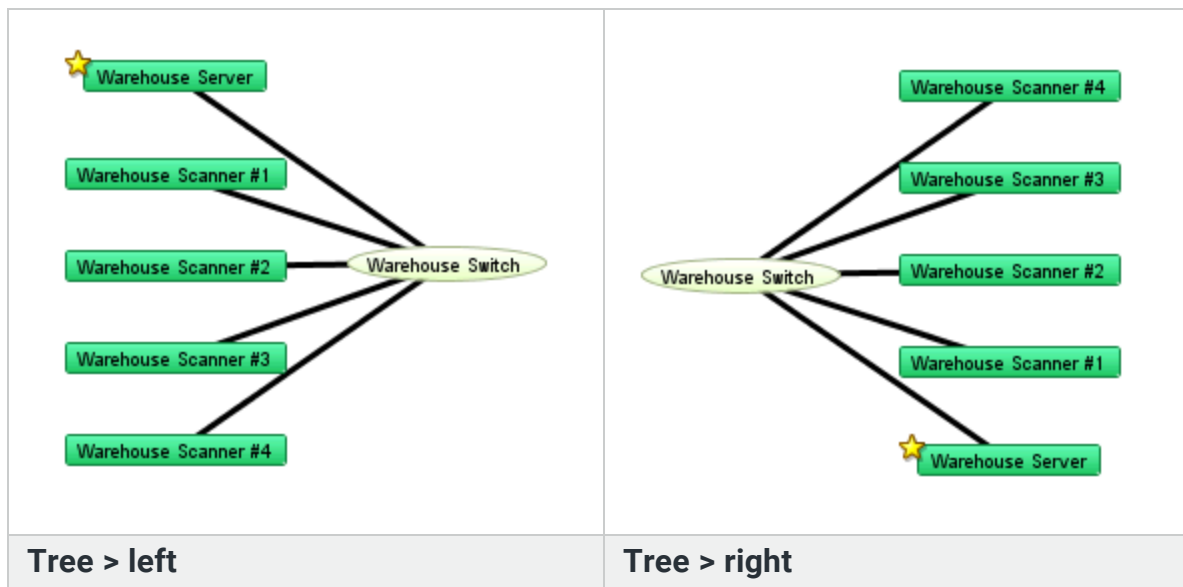 Warehouse Server
Warehouse Scanner #1
Warehouse Scanner #2
Warehouse Switch
Warehouse Scanner #3
Warehouse Scanner #4
Tree > left
Warehouse Scanner #4
Warehouse Scanner #3
Warehouse Switch
Warehouse Scanner #2
Warehouse Scanner #1
Warehouse Server
Tree > right